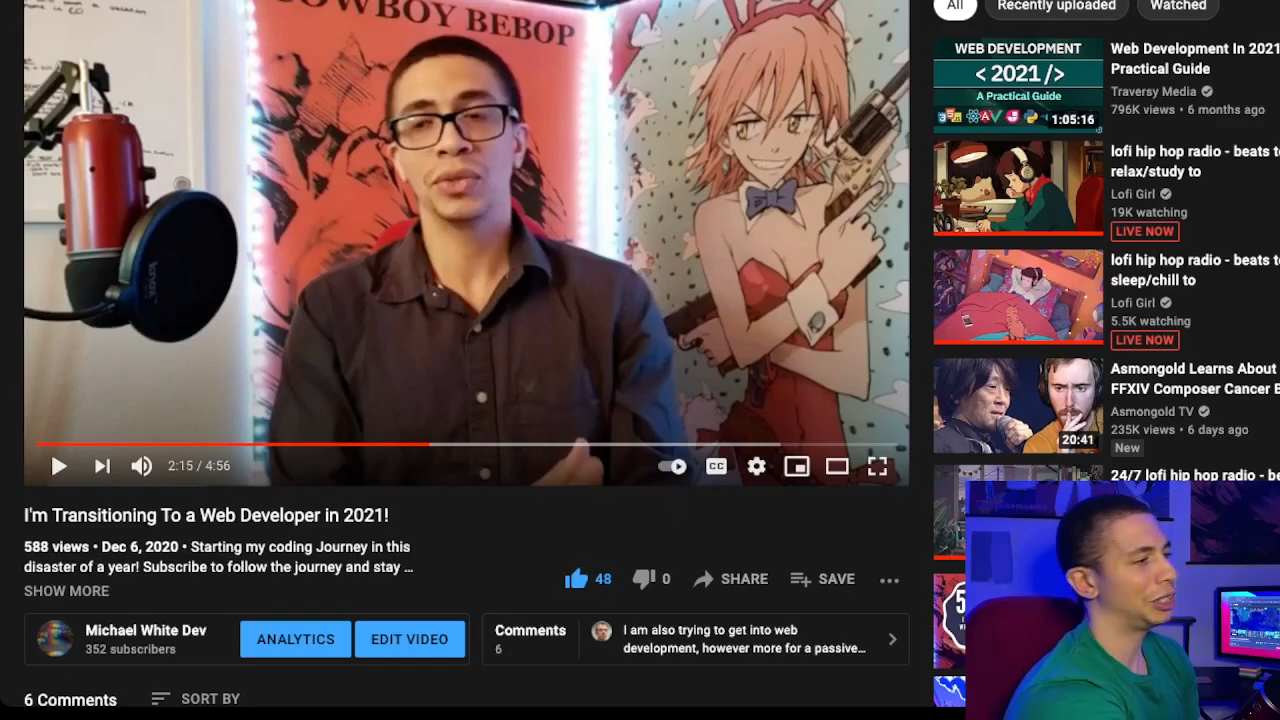 COWBOY BEBOP
2:15 / 4:56
CC
I'm Transitioning To a Web Developer in 2021!
588 views • Dec 6, 2020 • Starting my coding Journey in this
disaster of a year! Subscribe to follow the journey and stay ...
SHOW MORE
48
0
SHARE
SAVE
Michael White Dev
352 subscribers
ANALYTICS
EDIT VIDEO
Comments
6
I am also trying to get into web
development, however more for a passive...
6 Comments
SORT BY
All
Recently uploaded
Watched
WEB DEVELOPMENT
< 2021 />
A Practical Guide
1:05:16
Web Development In 2021
Practical Guide
Traversy Media
796K views • 6 months ago
lofi hip hop radio - beats to
relax/study to
Lofi Girl
19K watching
LIVE NOW
lofi hip hop radio - beats to
sleep/chill to
Lofi Girl
5.5K watching
LIVE NOW
20:41
Asmongold Learns About
FFXIV Composer Cancer B
Asmongold TV
235K views • 6 days ago
New
24/7 lofi hip hop radio - be